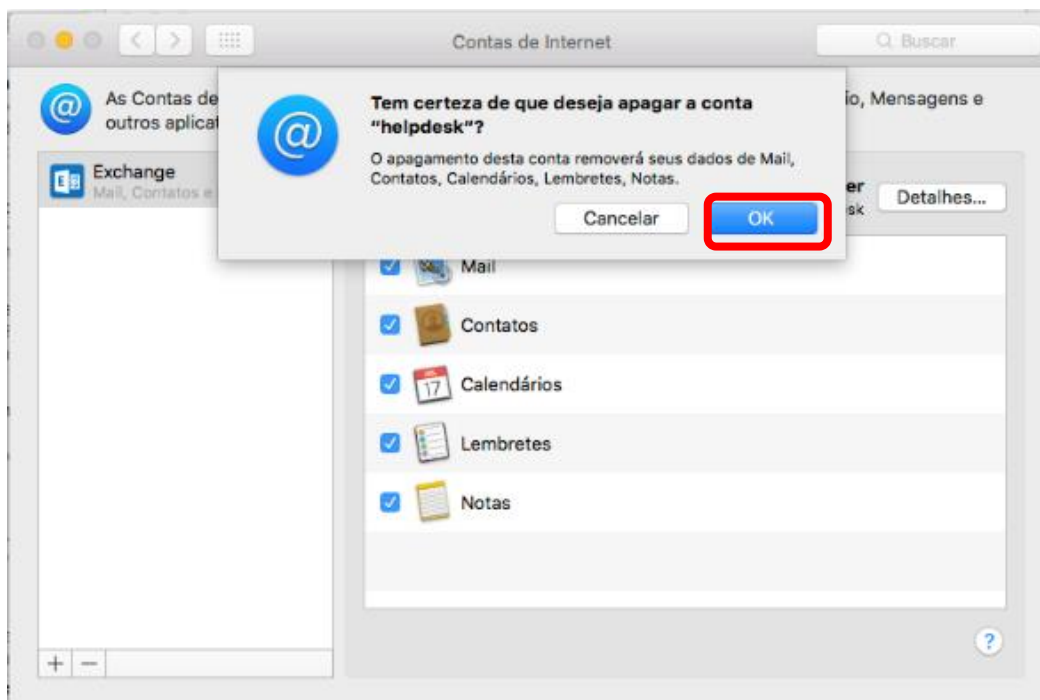 Contas de Internet
Buscar
As Contas de
outros aplicat
io, Mensagens e
Tem certeza de que deseja apagar a conta
"helpdesk"?
O apagamento desta conta removerá seus dados de Mail,
Contatos, Calendários, Lembretes, Notas.
Cancelar
OK
Exchange
Mail, Contatos e
er
sk
Detalhes...
Mail
Contatos
17
Calendários
Lembretes
Notas
?
+ −